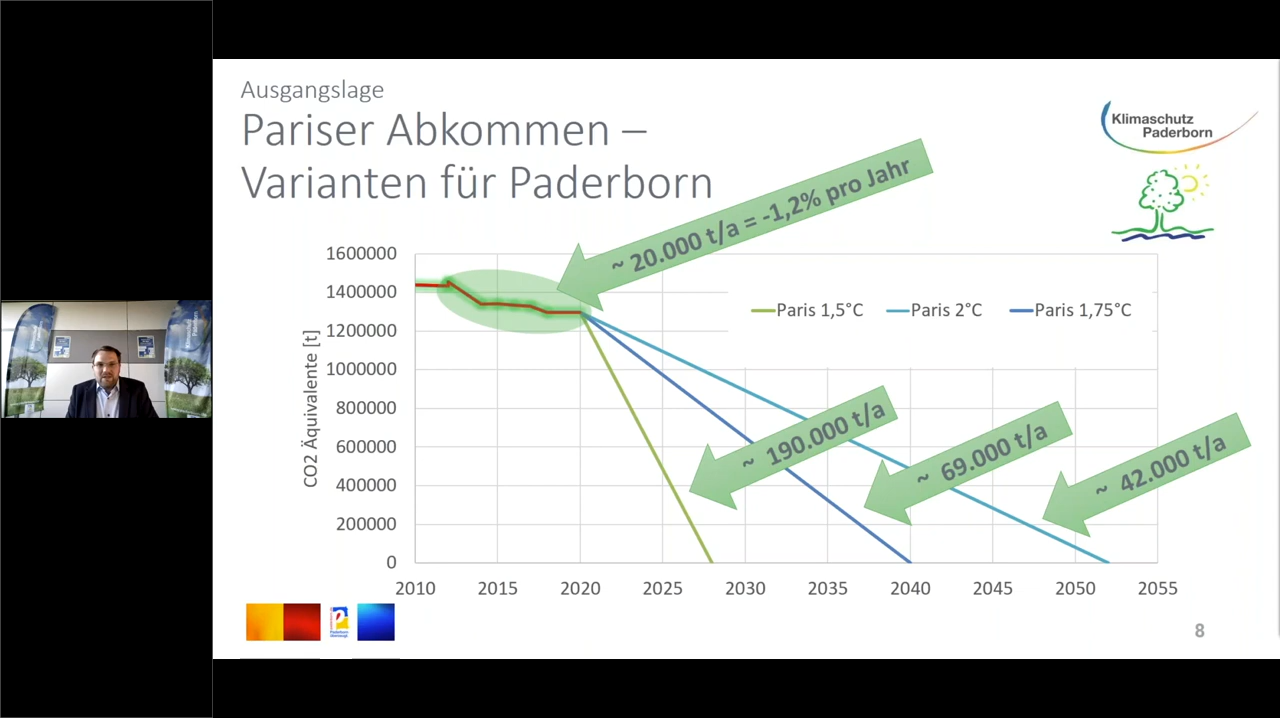 Ausgangslage
Pariser Abkommen –
Varianten für Paderborn
Klimaschutz
Paderborn
~ 20.000 t/a = -1,2% pro Jahr
1600000
1400000
1200000
1000000
800000
600000
400000
200000
0
CO2 Äquivalente [t]
Paris 1,5°C
Paris 2°C
Paris 1,75°C
~ 190.000 t/a
~ 69.000 t/a
~ 42.000 t/a
2010 2015 2020 2025 2030 2035 2040 2045 2050 2055
8